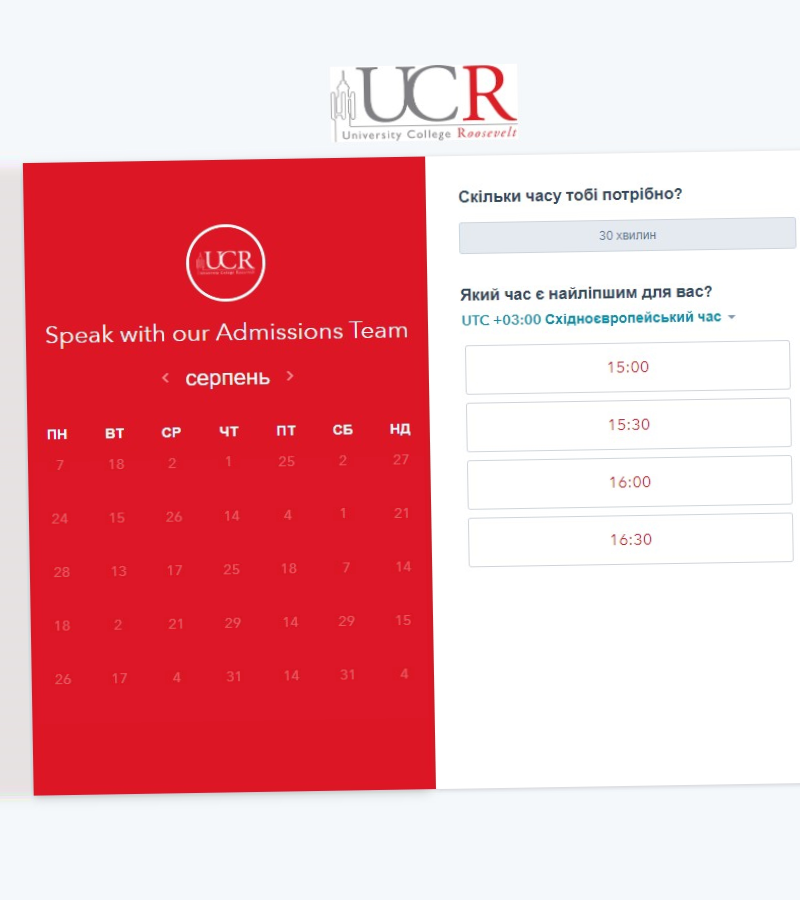 UCR
University College Roosevelt
UCR
Speak with our Admissions Team
серпень
ПН ВТ СР ЧТ ПТ СБ НД
7 18 2 1 25 2 27
24 15 26 14 4 1 21
28 13 17 25 18 7 14
18 2 21 29 14 29 15
26 17 4 31 14 31 4
Скільки часу тобі потрібно?
30 хвилин
Який час є найліпшим для вас?
UTC +03:00 Східноєвропейський час
15:00
15:30
16:00
16:30